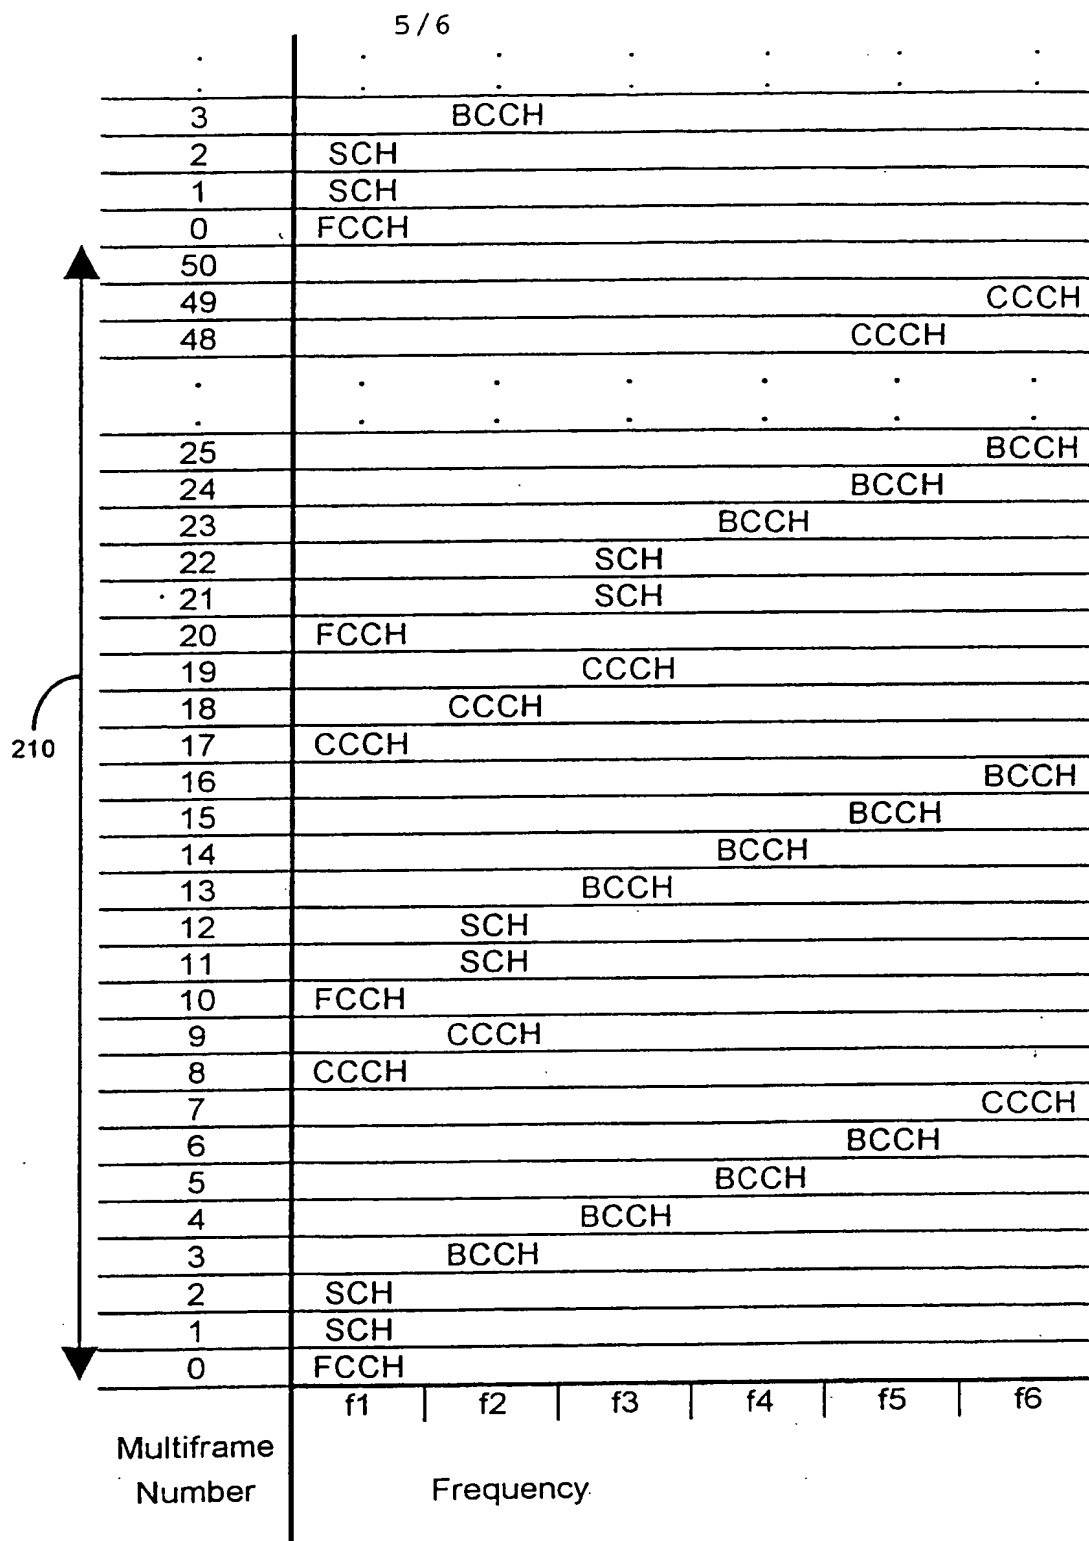 5/6
3 BCCH
2 SCH
1 SCH
0 FCCH
50
49 CCCH
48 CCCH
25 BCCH
24 BCCH
23 BCCH
22 SCH
21 SCH
20 FCCH
19 CCCH
18 CCCH
210
17 CCCH
16 BCCH
15 BCCH
14 BCCH
13 BCCH
12 SCH
11 SCH
10 FCCH
9 CCCH
8 CCCH
7 CCCH
6 BCCH
5 BCCH
4 BCCH
3 BCCH
2 SCH
1 SCH
0 FCCH
f1 f2 f3 f4 f5 f6
Multiframe
Number Frequency